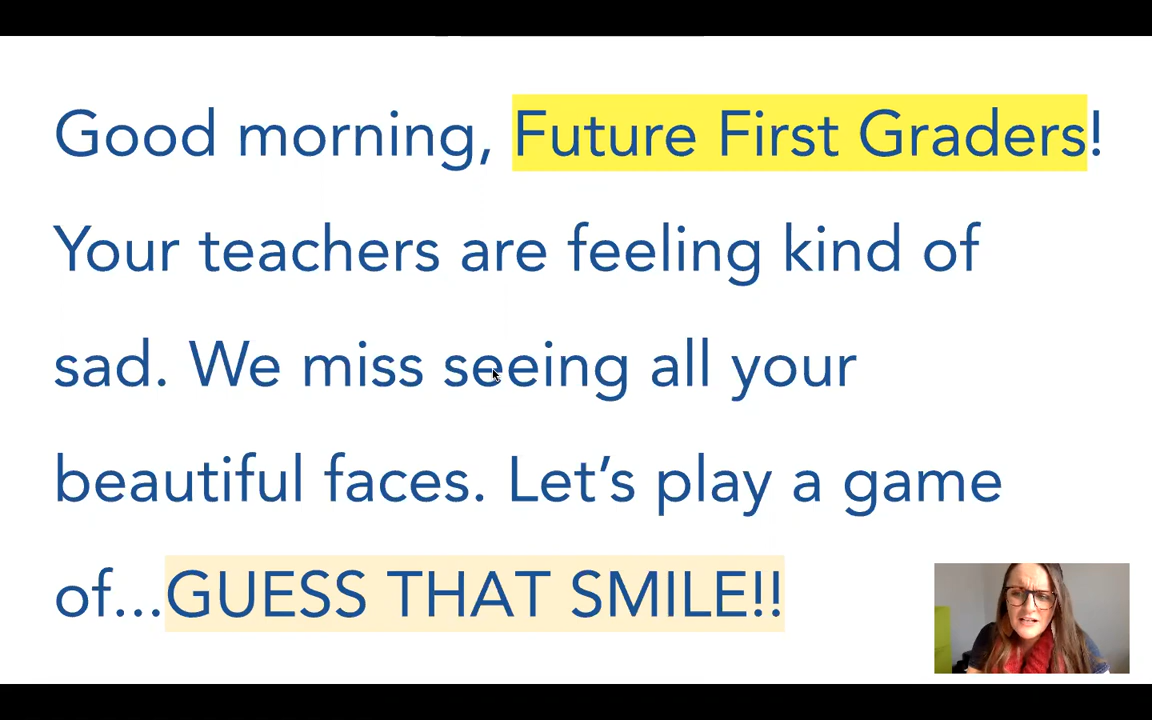 Good morning, Future First Graders!
Your teachers are feeling kind of
sad. We miss seeing all your
beautiful faces. Let’s play a game
of...GUESS THAT SMILE!!